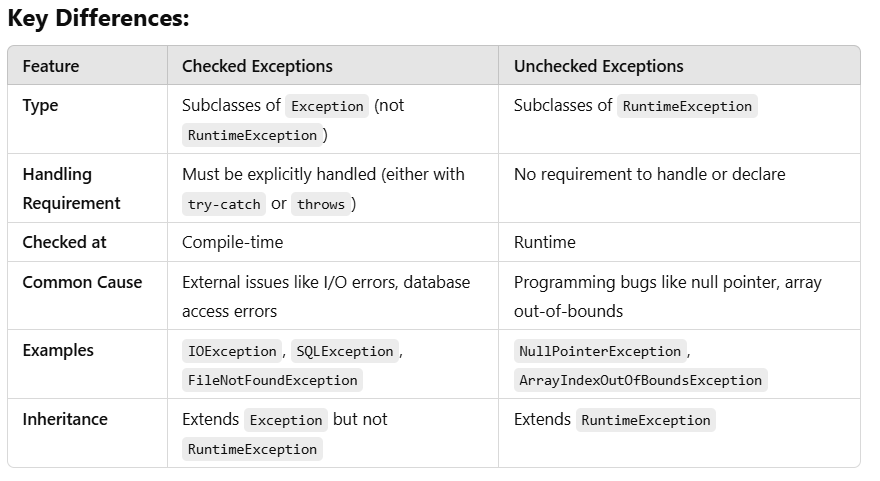 Key Differences:
Feature Checked Exceptions Unchecked Exceptions
Type Subclasses of Exception (not Subclasses of RuntimeException
RuntimeException)
Handling Must be explicitly handled (either with No requirement to handle or declare
Requirement try-catch or throws)
Checked at Compile-time Runtime
Common Cause External issues like I/O errors, database Programming bugs like null pointer, array
access errors out-of-bounds
Examples IOException, SQLException, NullPointerException,
FileNotFoundException ArrayIndexOutOfBoundsException
Inheritance Extends Exception but not Extends RuntimeException
RuntimeException